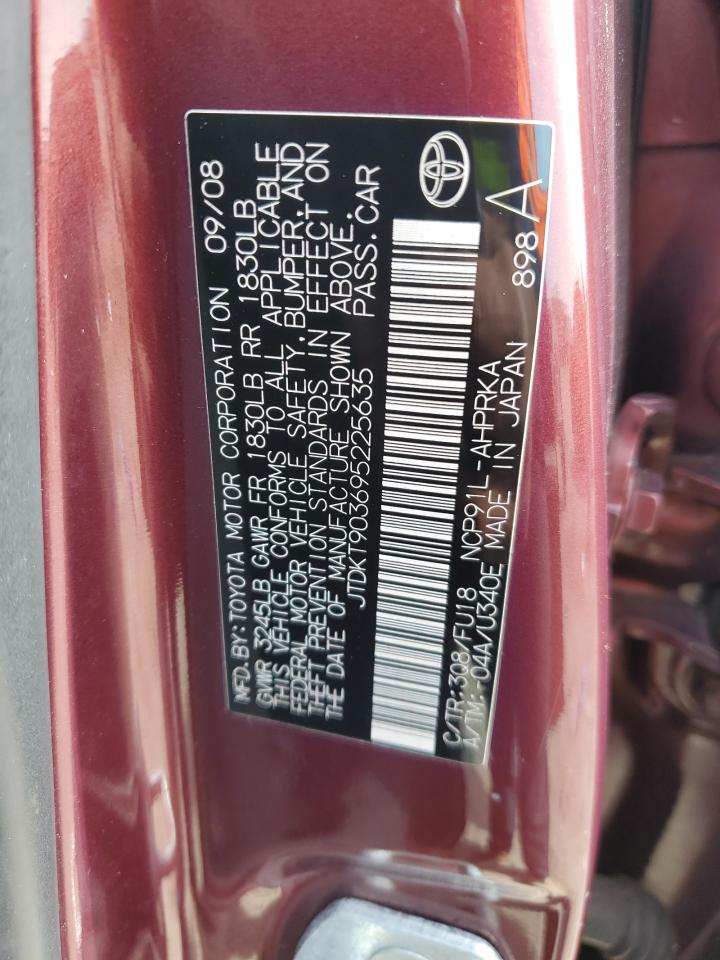 MFD. BY: TOYOTA MOTOR CORPORATION 09/08
GVWR 3245LB GAWR FR 1830LB RR 1830LB
THIS VEHICLE CONFORMS TO ALL APPLICABLE
FEDERAL MOTOR VEHICLE SAFETY, BUMPER, AND
THEFT PREVENTION STANDARDS IN EFFECT ON
THE DATE OF MANUFACTURE SHOWN ABOVE.
JTDKT903695225635 PASS.CAR
C/TR:3Q8/FU18 NCP91L-AHPRKA 898A
A/TM:-04A/U340E MADE IN JAPAN